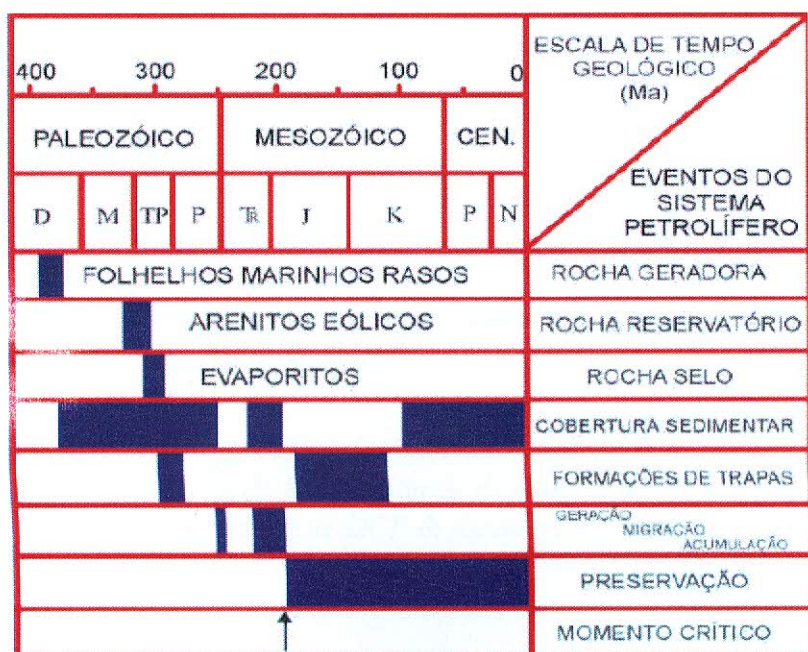 400 300 200 100 0
ESCALA DE TEMPO
GEOLÓGICO
(Ma)
PALEOZÓICO MESOZÓICO CEN.
D M TP P TR J K P N
EVENTOS DO
SISTEMA
PETROLÍFERO
FOLHELHOS MARINHOS RASOS ROCHA GERADORA
ARENITOS EÓLICOS ROCHA RESERVATÓRIO
EVAPORITOS ROCHA SELO
COBERTURA SEDIMENTAR
FORMAÇÕES DE TRAPAS
GERAÇÃO
MIGRAÇÃO
ACUMULAÇÃO
PRESERVAÇÃO
MOMENTO CRÍTICO